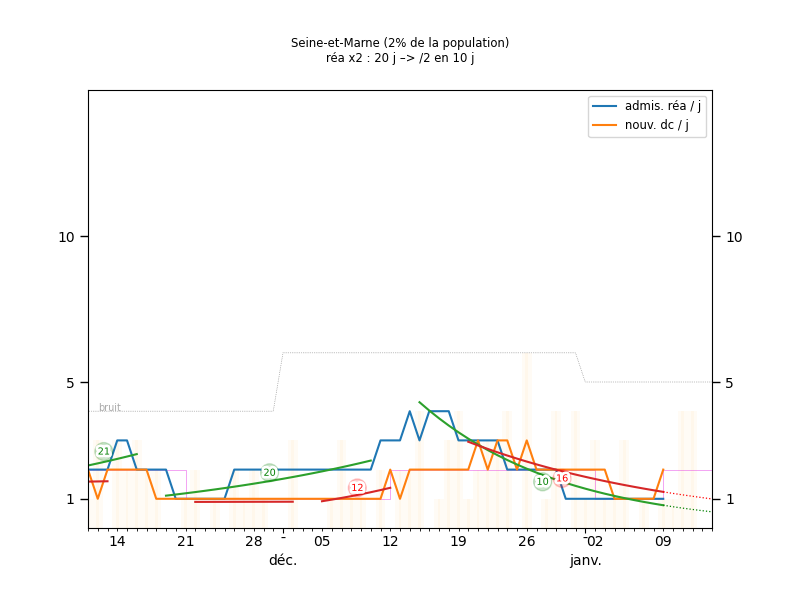 Seine-et-Marne (2% de la population)
réa x2 : 20 j –> /2 en 10 j
admis. réa / j
nouv. dc / j
10 10
5 5
bruit
21
20
12
10
16
1 1
14 21 28 - 05 12 19 26 - 02 09
déc. janv.